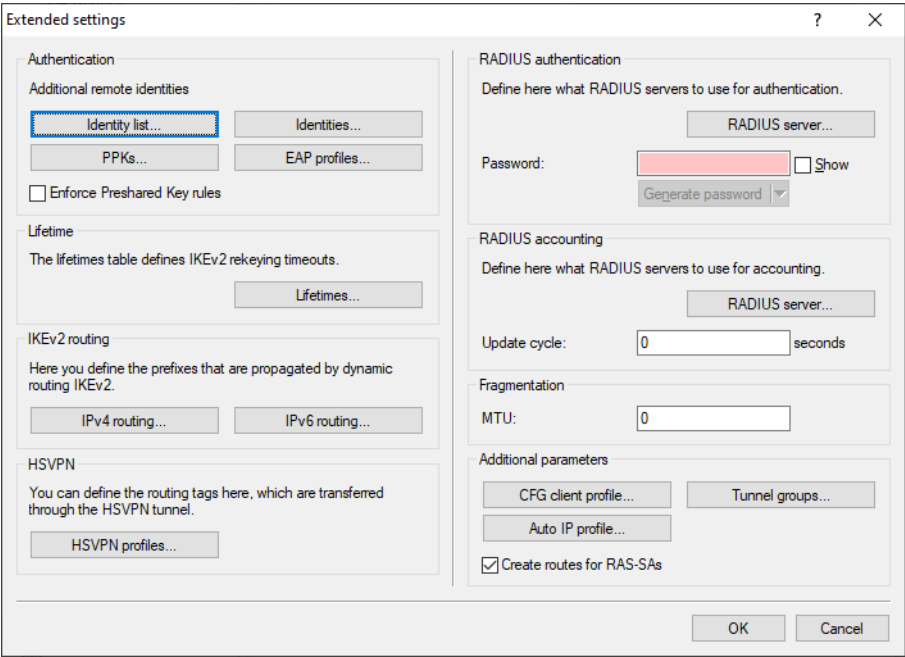 Extended settings
?
Authentication
Additional remote identities
Identity list...
Identities...
PPKs...
EAP profiles...
Enforce Preshared Key rules
Lifetime
The lifetimes table defines IKEv2 rekeying timeouts.
Lifetimes...
IKEv2 routing
Here you define the prefixes that are propagated by dynamic
routing IKEv2.
IPv4 routing...
IPv6 routing...
HSVPN
You can define the routing tags here, which are transferred
through the HSVPN tunnel.
HSVPN profiles...
RADIUS authentication
Define here what RADIUS servers to use for authentication.
RADIUS server...
Password:
Show
Generate password
RADIUS accounting
Define here what RADIUS servers to use for accounting.
RADIUS server...
Update cycle:
0
seconds
Fragmentation
MTU:
0
Additional parameters
CFG client profile...
Tunnel groups...
Auto IP profile...
Create routes for RAS-SAs
OK
Cancel